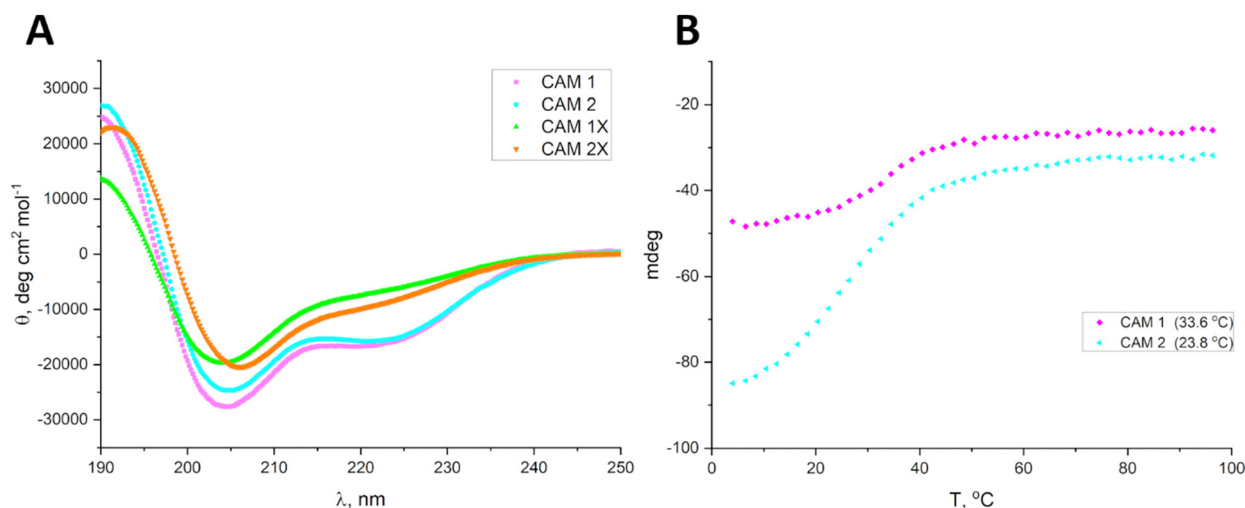 A
30000
20000
10000
0
-10000
-20000
-30000
θ, deg cm² mol⁻¹
190 200 210 220 230 240 250
λ, nm
CAM 1
CAM 2
CAM 1X
CAM 2X
B
-20
-40
-60
-80
-100
mdeg
0 20 40 60 80 100
T, °C
CAM 1 (33.6 °C)
CAM 2 (23.8 °C)